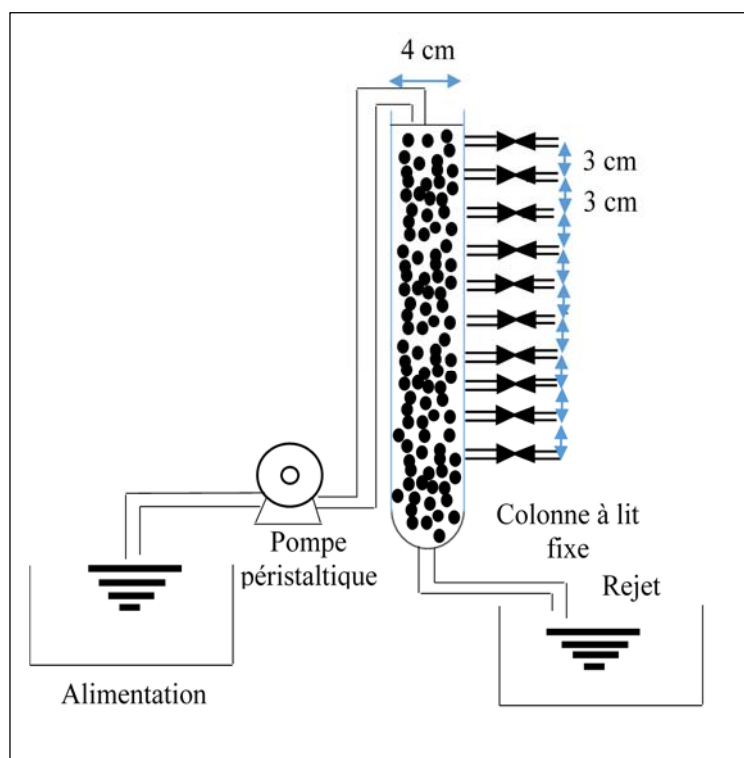 4 cm
3 cm
3 cm
Pompe
péristaltique
Colonne à lit
fixe
Rejet
Alimentation